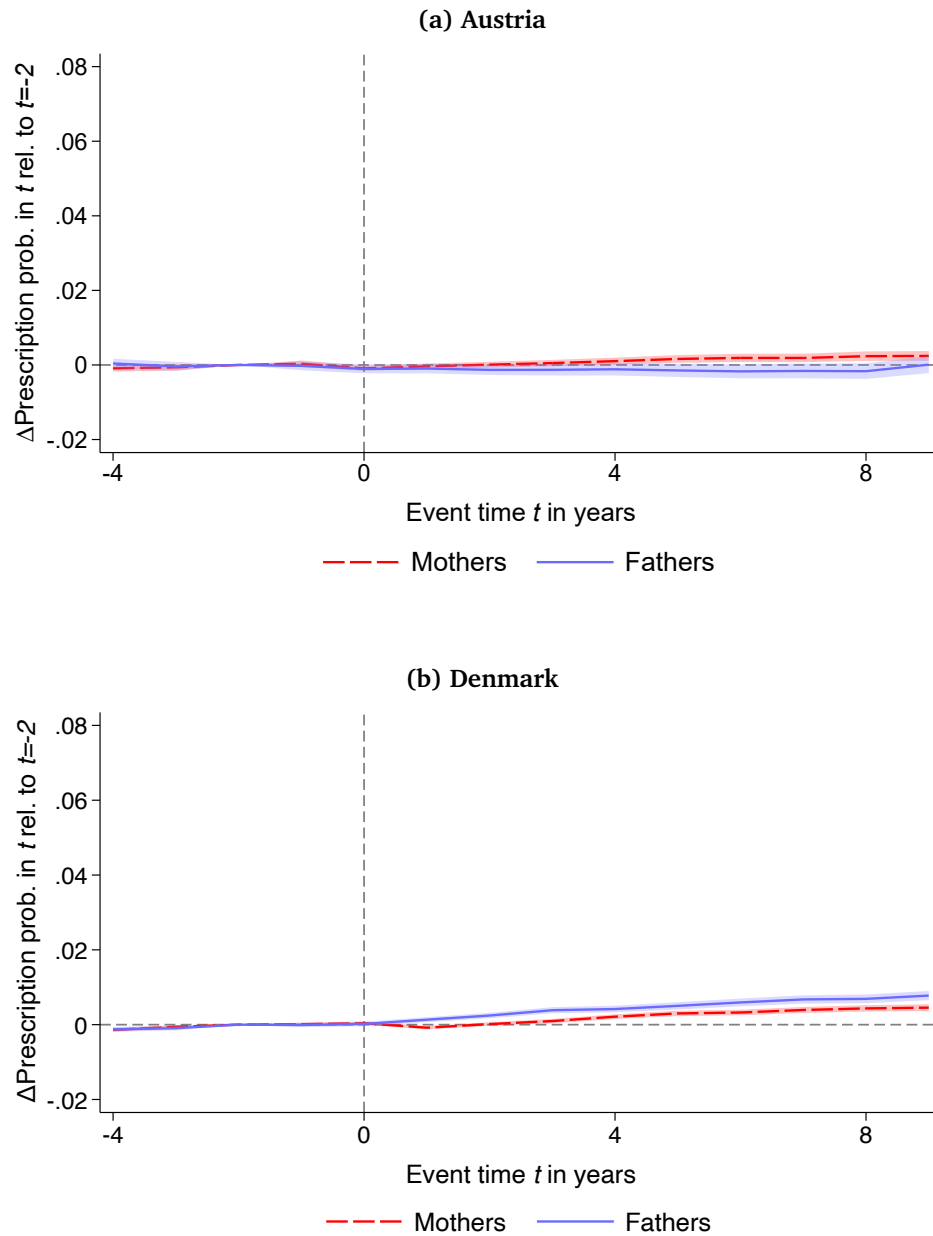 (a) Austria
ΔPrescription prob. in t rel. to t=-2
.08
.06
.04
.02
0
-.02
-4 0 4 8
Event time t in years
Mothers Fathers
(b) Denmark
ΔPrescription prob. in t rel. to t=-2
.08
.06
.04
.02
0
-.02
-4 0 4 8
Event time t in years
Mothers Fathers